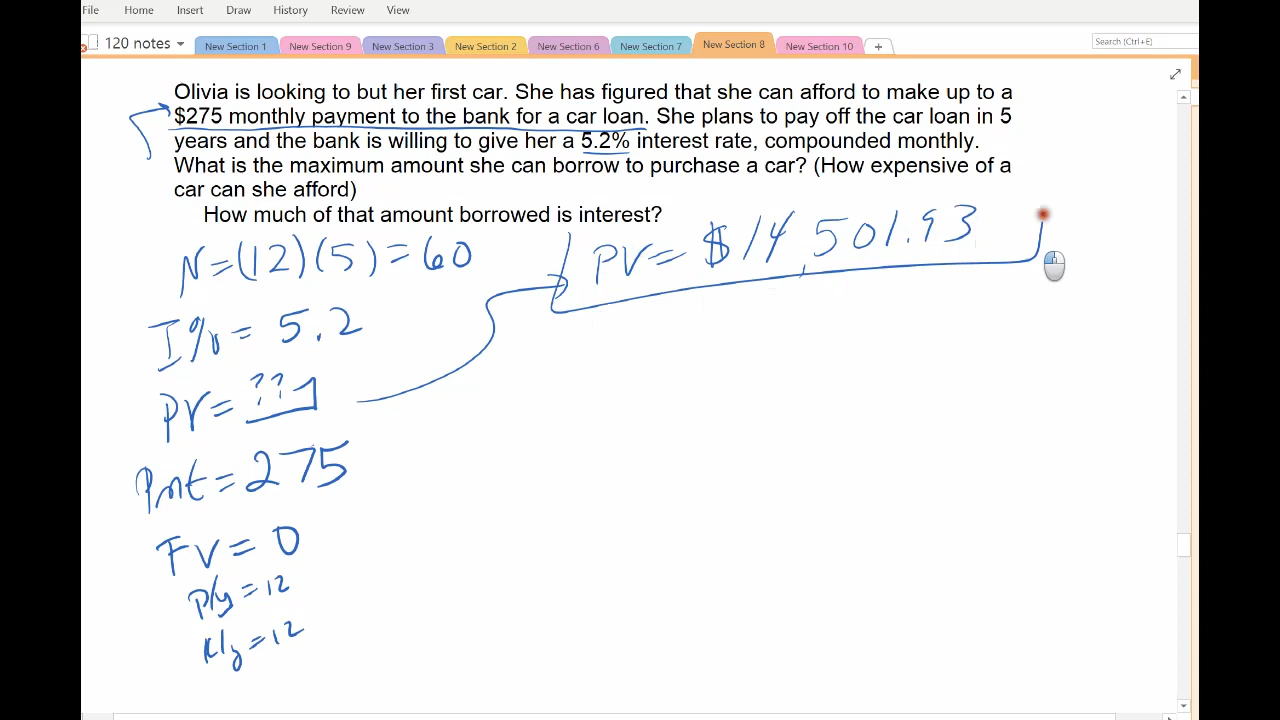 File Home Insert Draw History Review View
120 notes New Section 1 New Section 9 New Section 3 New Section 2 New Section 6 New Section 7 New Section 8 New Section 10 + Search (Ctrl+E)
Olivia is looking to but her first car. She has figured that she can afford to make up to a
$275 monthly payment to the bank for a car loan. She plans to pay off the car loan in 5
years and the bank is willing to give her a 5.2% interest rate, compounded monthly.
What is the maximum amount she can borrow to purchase a car? (How expensive of a
car can she afford)
How much of that amount borrowed is interest?
N=(12)(5)=60
PV=$14,501.93
I%=5.2
PV=??
Pmt=275
FV=0
P/y=12